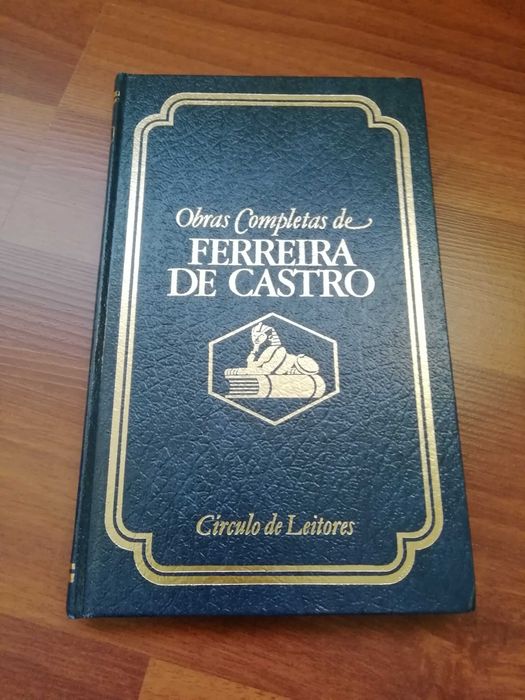 Obras Completas de
FERREIRA
DE CASTRO
Círculo de Leitores